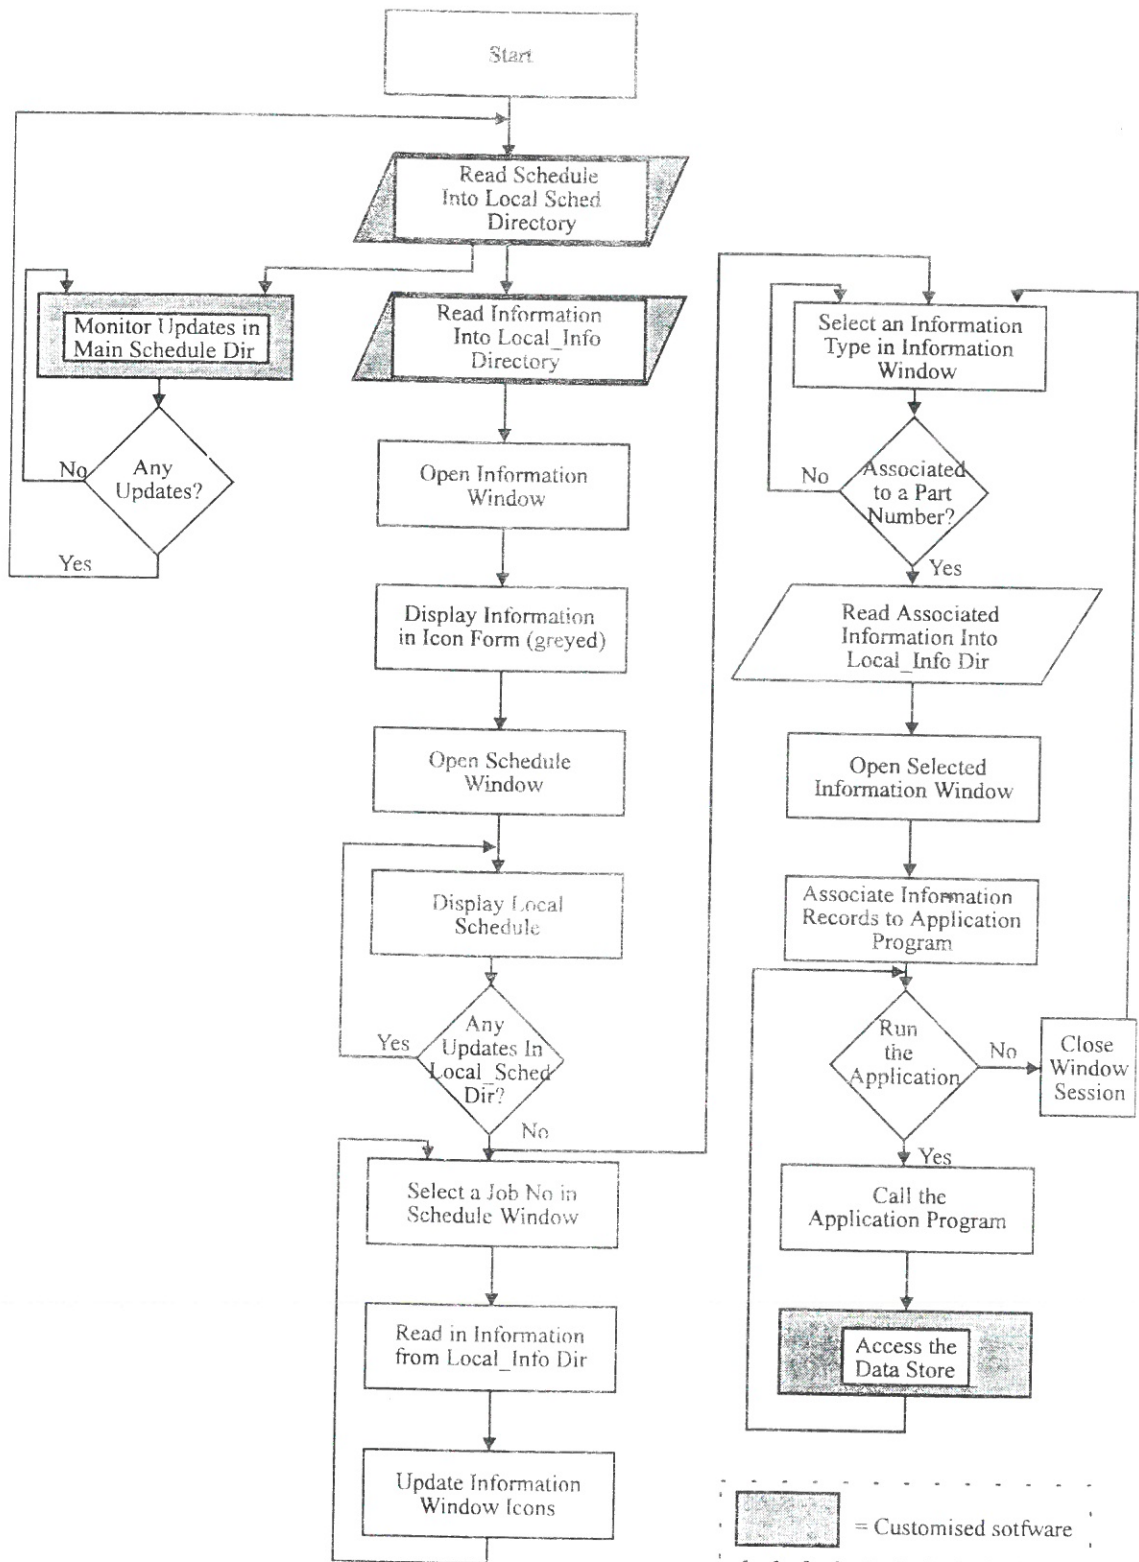 Start
Read Schedule
Into Local Sched
Directory
Monitor Updates in
Main Schedule Dir
Any
Updates?
No
Yes
Read Information
Into Local_Info
Directory
Open Information
Window
Display Information
in Icon Form (greyed)
Open Schedule
Window
Display Local
Schedule
Any
Updates In
Local_Sched
Dir?
Yes
No
Select a Job No in
Schedule Window
Read in Information
from Local_Info Dir
Update Information
Window Icons
Select an Information
Type in Information
Window
Associated
to a Part
Number?
No
Yes
Read Associated
Information Into
Local_Info Dir
Open Selected
Information Window
Associate Information
Records to Application
Program
Run
the
Application
No
Close
Window
Session
Yes
Call the
Application Program
Access the
Data Store
= Customised sotfware